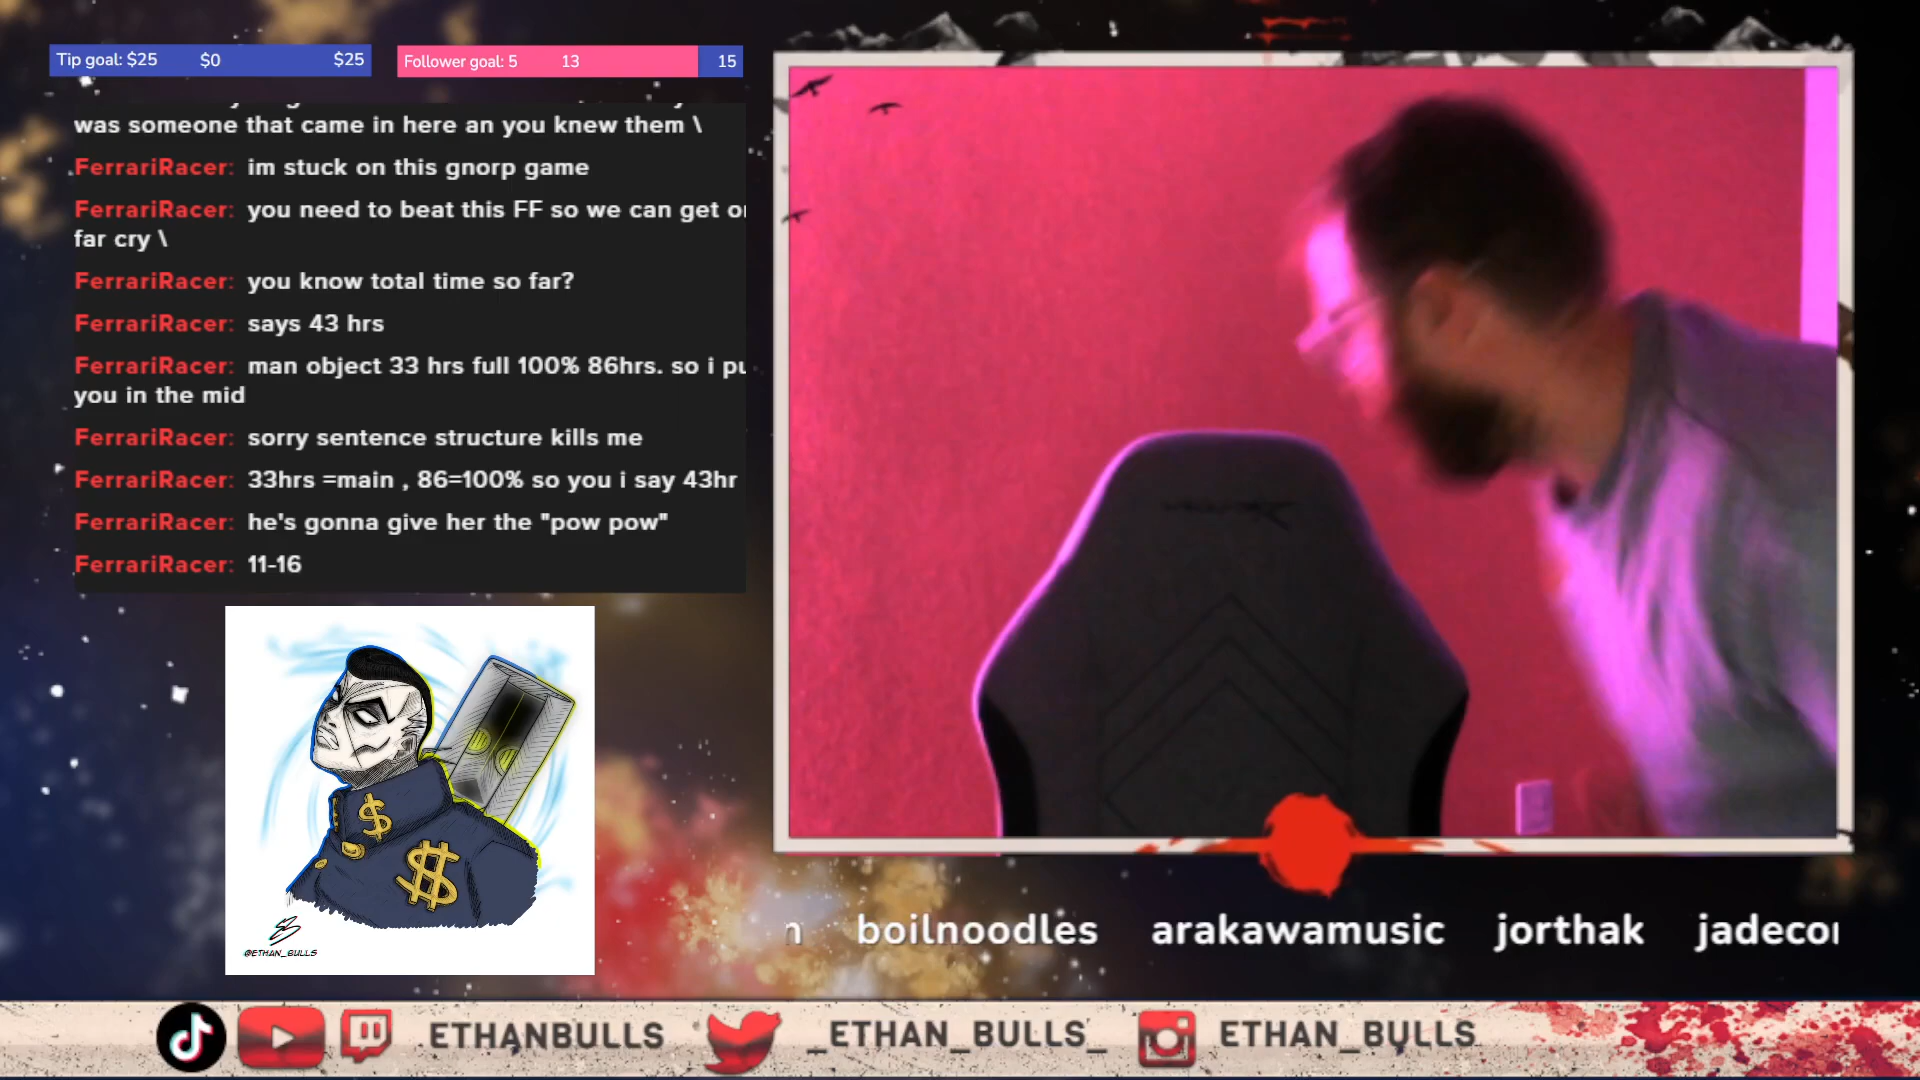 Tip goal: $25 $0 $25
Follower goal: 5 13 15
was someone that came in here an you knew them \
FerrariRacer: im stuck on this gnorp game
FerrariRacer: you need to beat this FF so we can get
far cry \
FerrariRacer: you know total time so far?
FerrariRacer: says 43 hrs
FerrariRacer: man object 33 hrs full 100% 86hrs. so i
you in the mid
FerrariRacer: sorry sentence structure kills me
FerrariRacer: 33hrs =main , 86=100% so you i say 43hr
FerrariRacer: he's gonna give her the "pow pow"
FerrariRacer: 11-16
@ETHAN_BULLS
boilnoodles arakawamusic jorthak
ETHANBULLS _ETHAN_BULLS_ ETHAN_BULLS